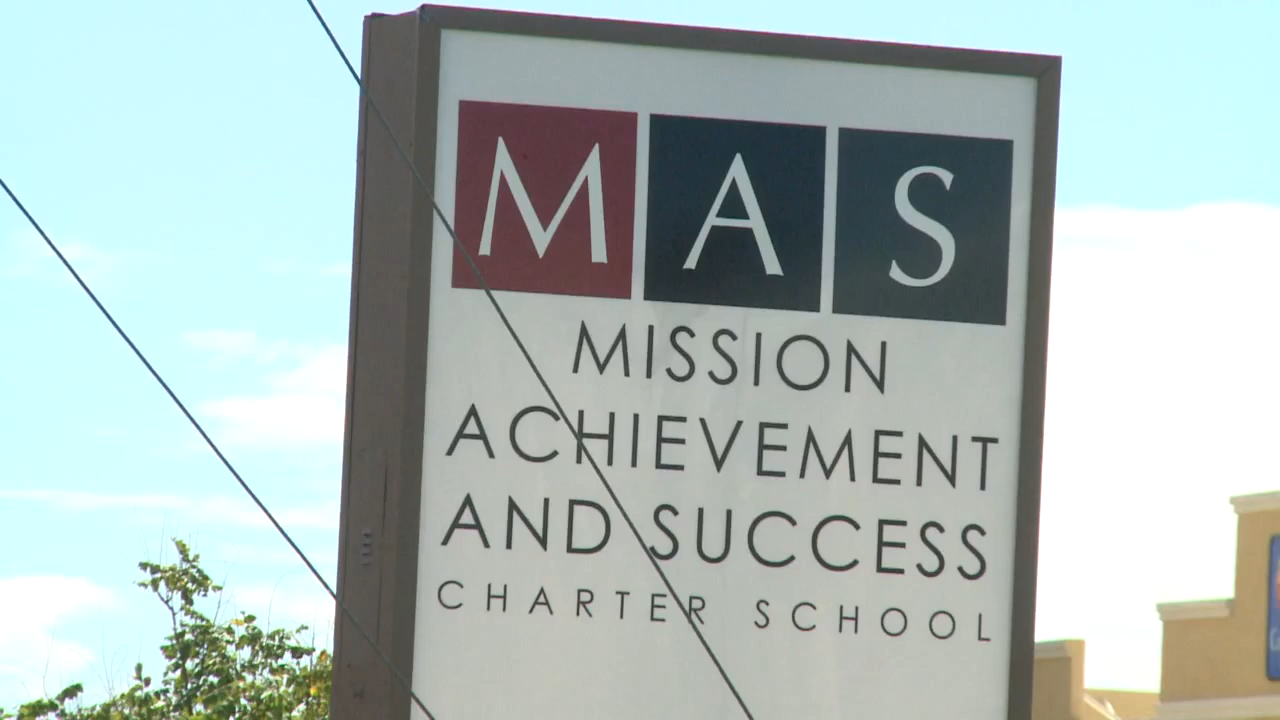 MAS
MISSION
ACHIEVEMENT
AND SUCCESS
CHARTER SCHOOL